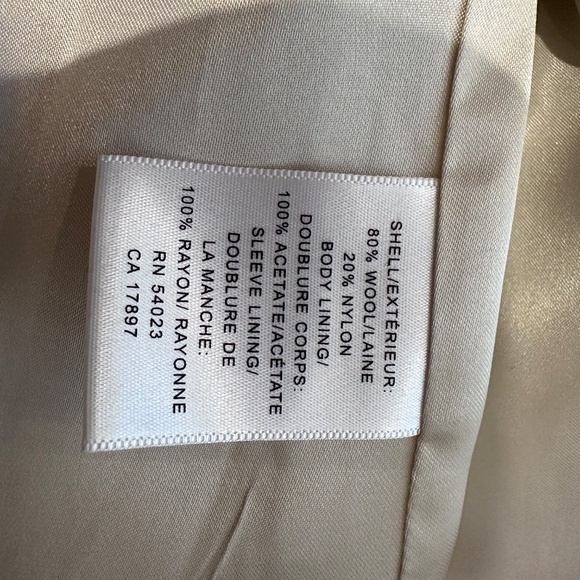 SHELL/EXTÉRIEUR:
80% WOOL/LAINE
20% NYLON
BODY LINING/
DOUBLURE CORPS:
100% ACETATE/ACÉTATE
SLEEVE LINING/
DOUBLURE DE
LA MANCHE:
100% RAYON/ RAYONNE
RN 54023
CA 17897